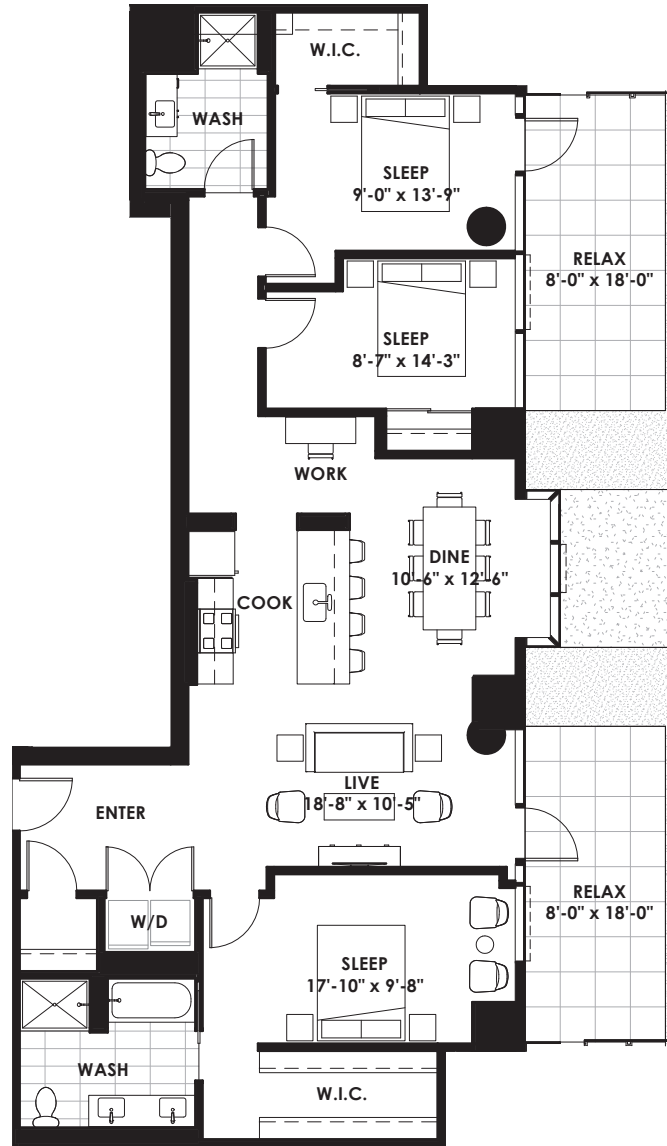 W.I.C.
WASH
SLEEP
9'-0" x 13'-9"
RELAX
8'-0" x 18'-0"
SLEEP
8'-7" x 14'-3"
WORK
DINE
10'-6" x 12'-6"
COOK
LIVE
18'-8" x 10'-5"
ENTER
RELAX
8'-0" x 18'-0"
W/D
SLEEP
17'-10" x 9'-8"
WASH
W.I.C.